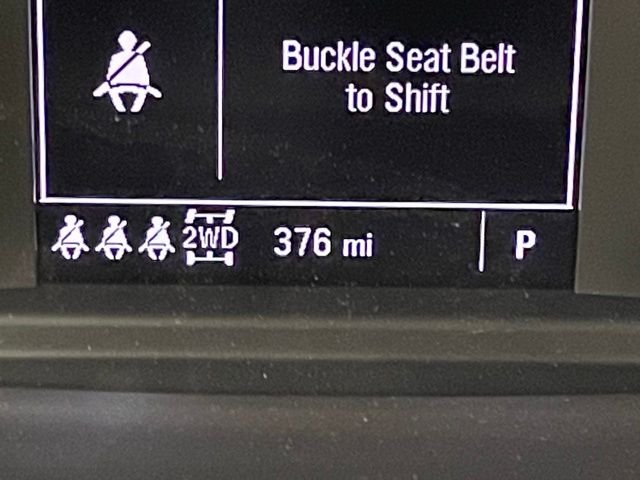 Buckle Seat Belt
to Shift
2WD 376 mi P